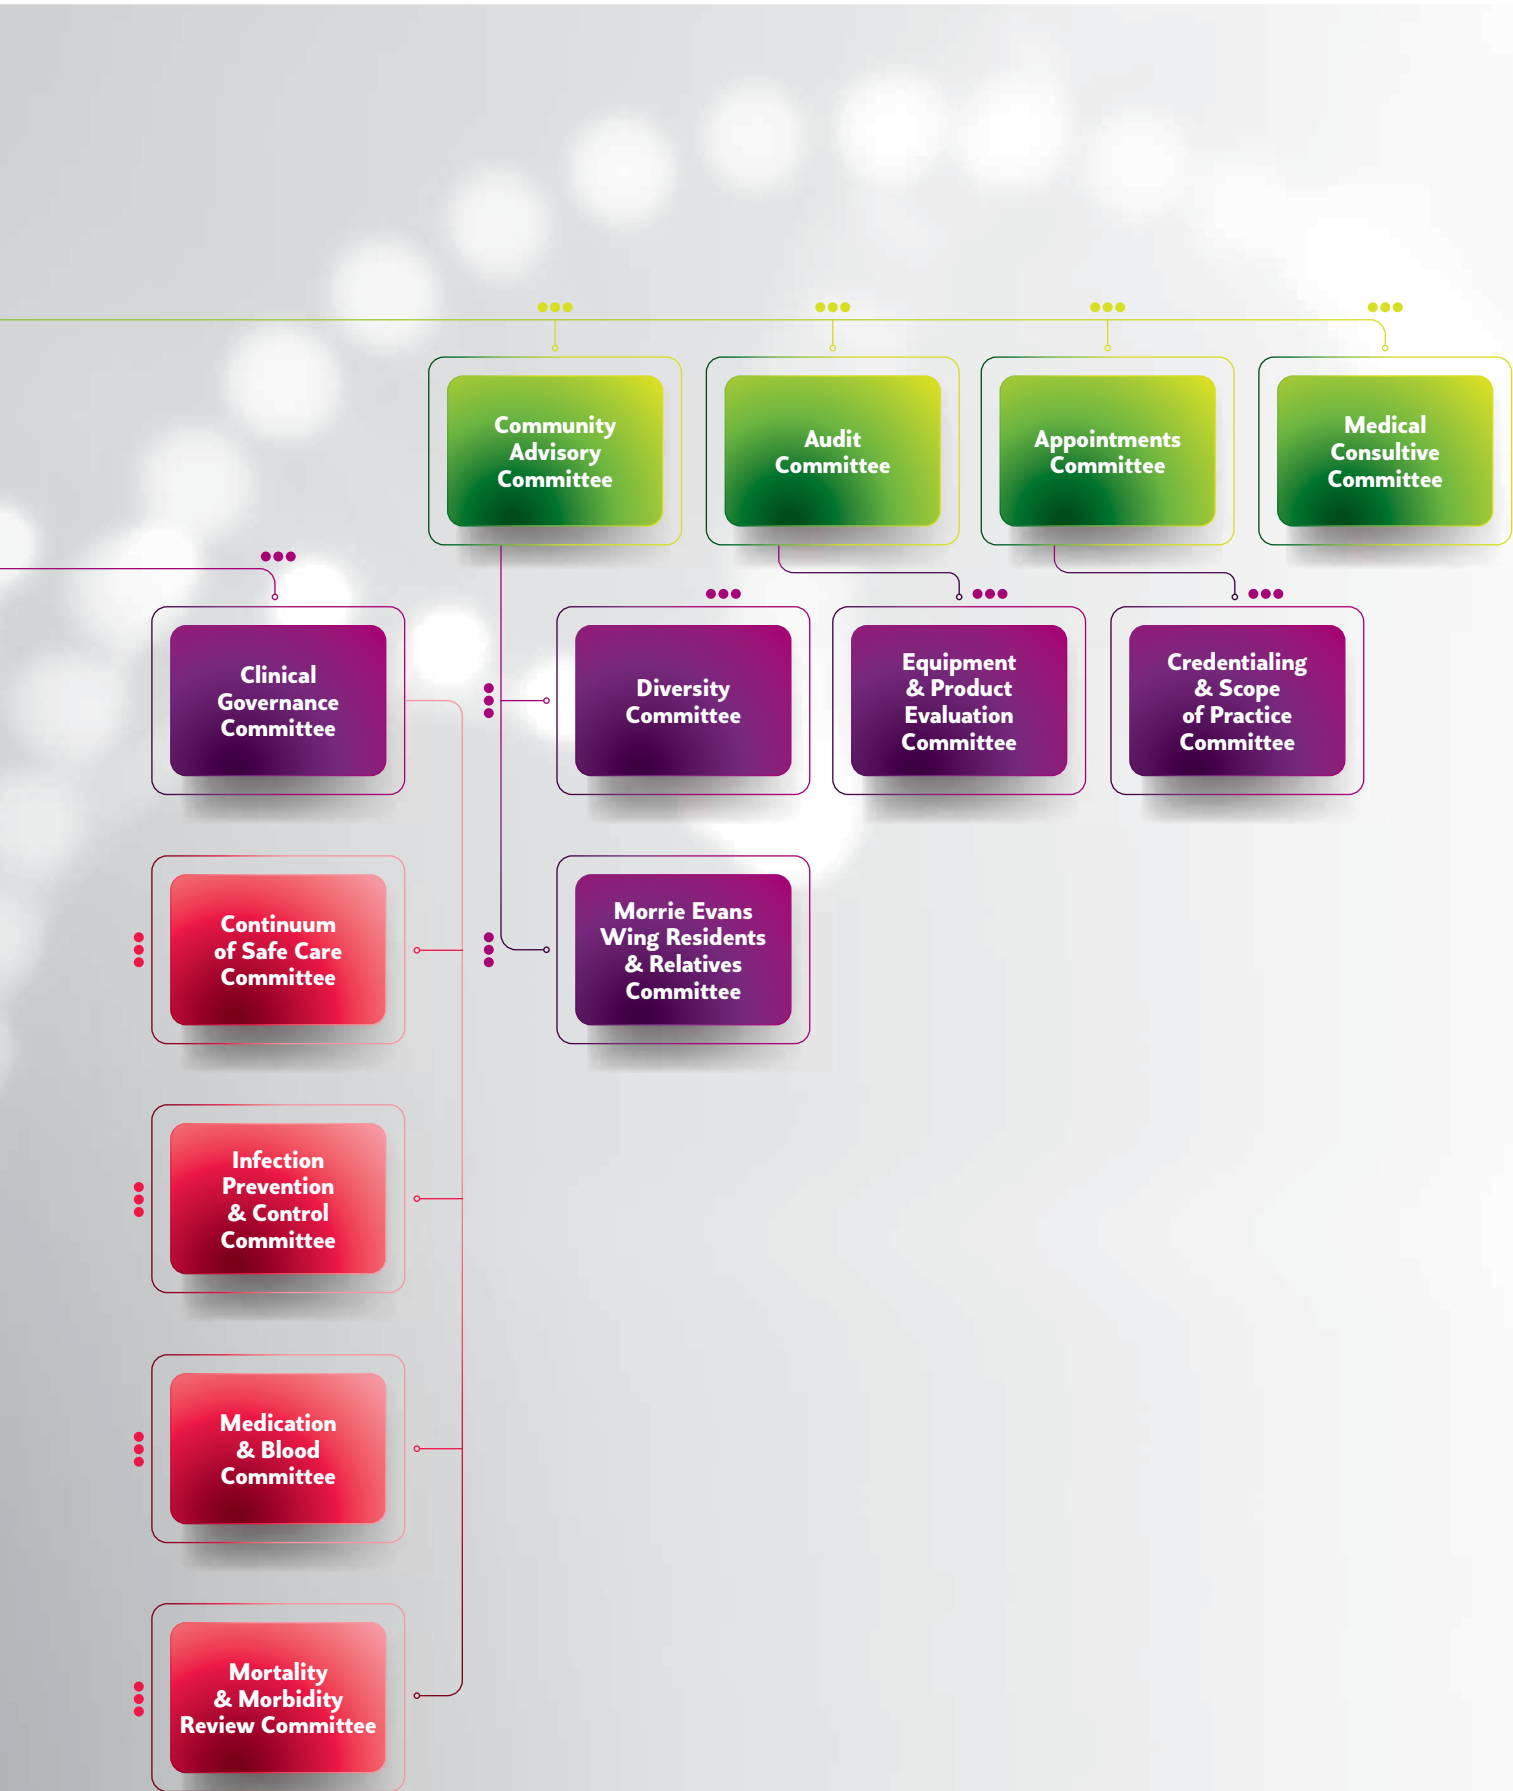 Community
Advisory
Committee
Audit
Committee
Appointments
Committee
Medical
Consultive
Committee
Clinical
Governance
Committee
Diversity
Committee
Equipment
& Product
Evaluation
Committee
Credentialing
& Scope
of Practice
Committee
Continuum
of Safe Care
Committee
Morrie Evans
Wing Residents
& Relatives
Committee
Infection
Prevention
& Control
Committee
Medication
& Blood
Committee
Mortality
& Morbidity
Review Committee